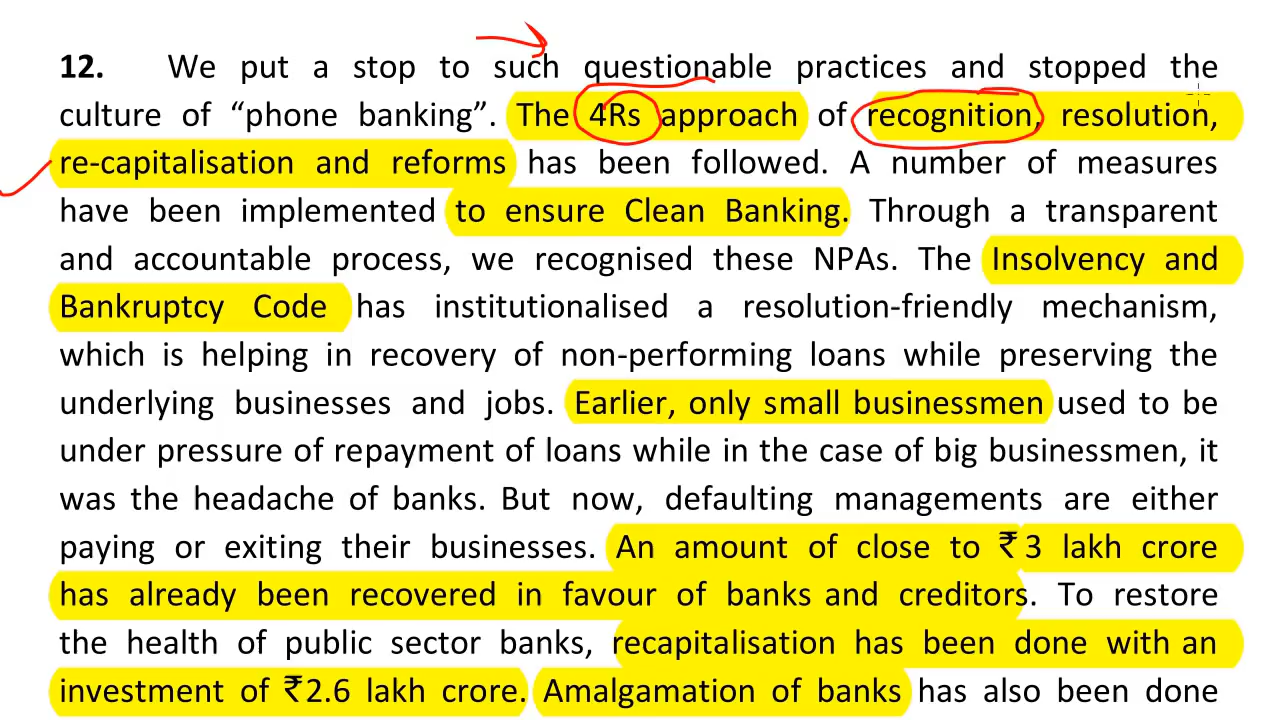 12. We put a stop to such questionable practices and stopped the
culture of “phone banking”. The 4Rs approach of recognition, resolution,
re-capitalisation and reforms has been followed. A number of measures
have been implemented to ensure Clean Banking. Through a transparent
and accountable process, we recognised these NPAs. The Insolvency and
Bankruptcy Code has institutionalised a resolution-friendly mechanism,
which is helping in recovery of non-performing loans while preserving the
underlying businesses and jobs. Earlier, only small businessmen used to be
under pressure of repayment of loans while in the case of big businessmen, it
was the headache of banks. But now, defaulting managements are either
paying or exiting their businesses. An amount of close to ₹3 lakh crore
has already been recovered in favour of banks and creditors. To restore
the health of public sector banks, recapitalisation has been done with an
investment of ₹2.6 lakh crore. Amalgamation of banks has also been done